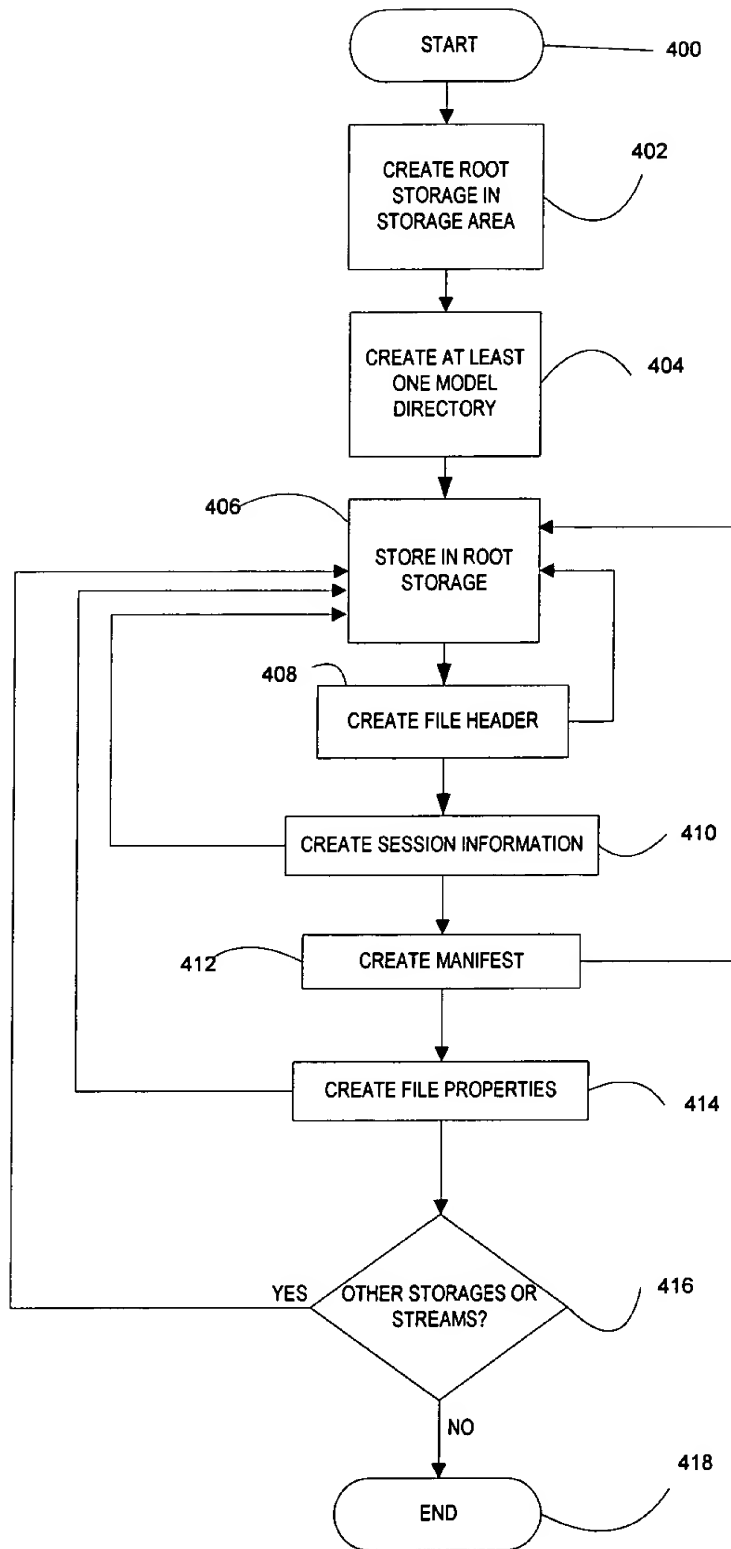 START
400
CREATE ROOT
STORAGE IN
STORAGE AREA
402
CREATE AT LEAST
ONE MODEL
DIRECTORY
404
406
STORE IN ROOT
STORAGE
408
CREATE FILE HEADER
CREATE SESSION INFORMATION
410
412
CREATE MANIFEST
CREATE FILE PROPERTIES
414
YES
OTHER STORAGES OR
STREAMS?
416
NO
END
418